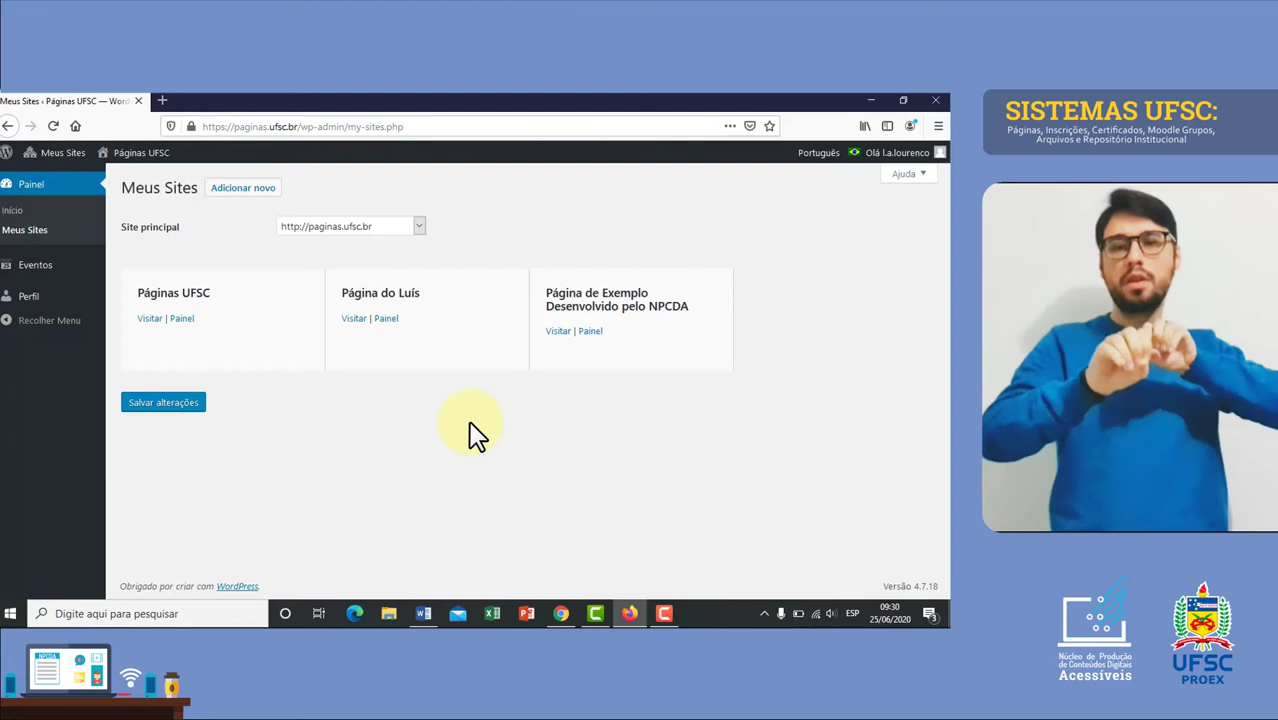 Meus Sites ‹ Páginas UFSC — Word
https://paginas.ufsc.br/wp-admin/my-sites.php
Meus Sites
Páginas UFSC
Português
Olá l.a.lourenco
Painel
Início
Meus Sites
Eventos
Perfil
Recolher Menu
Meus Sites
Adicionar novo
Ajuda
Site principal
http://paginas.ufsc.br
Páginas UFSC
Visitar | Painel
Página do Luís
Visitar | Painel
Página de Exemplo
Desenvolvido pelo NPCDA
Visitar | Painel
Salvar alterações
Obrigado por criar com WordPress.
Versão 4.7.18
Digite aqui para pesquisar
ESP
09:30
25/06/2020
3
SISTEMAS UFSC:
Páginas, Inscrições, Certificados, Moodle Grupos,
Arquivos e Repositório Institucional
Núcleo de Produção
de Conteúdos Digitais
Acessíveis
UFSC
PROEX
NPCDA